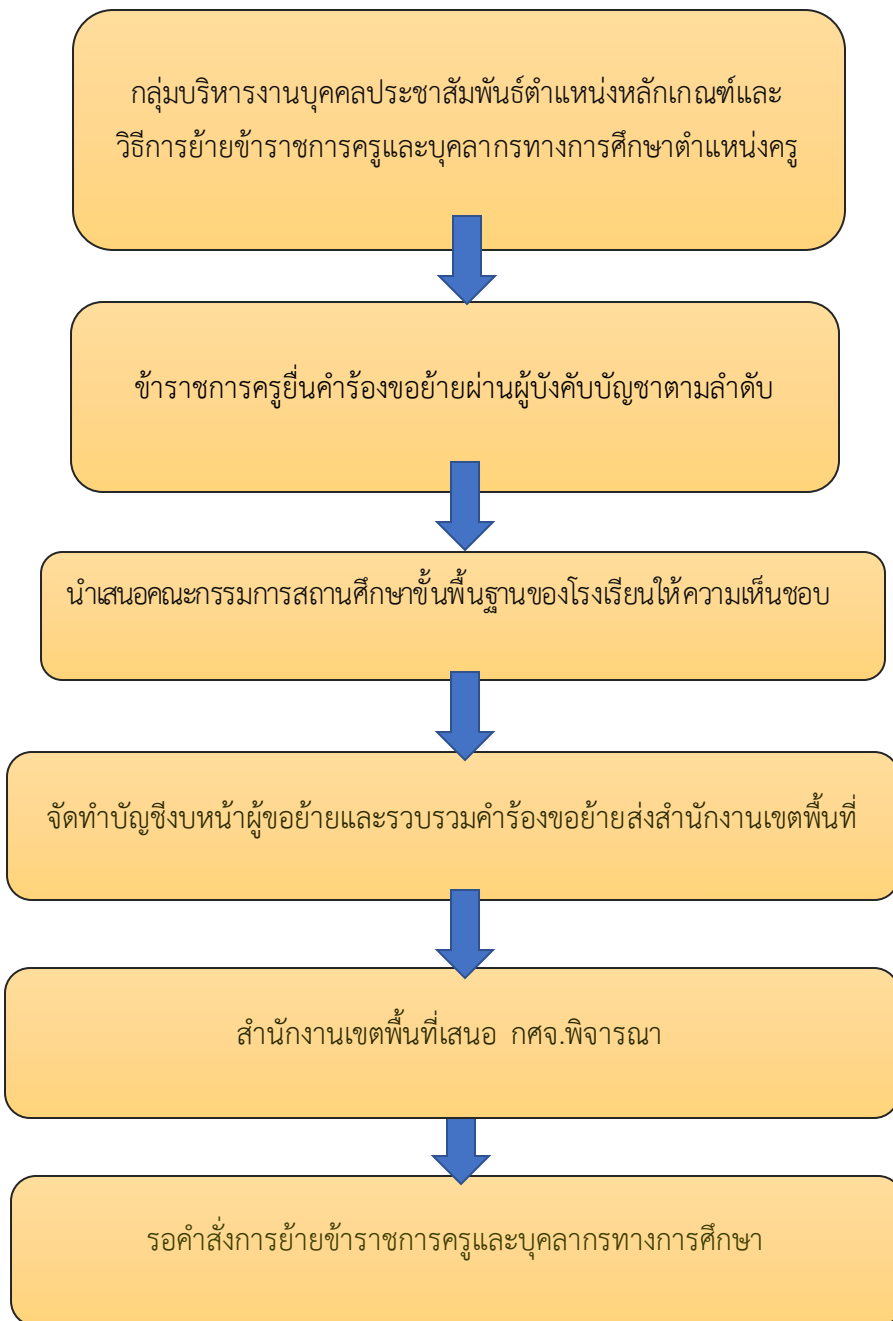 กลุ่มบริหารงานบุคคลประชาสัมพันธ์ตำแหน่งหลักเกณฑ์และ
วิธีการย้ายข้าราชการครูและบุคลากรทางการศึกษาตำแหน่งครู
ข้าราชการครูยื่นคำร้องขอย้ายผ่านผู้บังคับบัญชาตามลำดับ
นำเสนอคณะกรรมการสถานศึกษาขั้นพื้นฐานของโรงเรียนให้ความเห็นชอบ
จัดทำบัญชีงบหน้าผู้ขอย้ายและรวบรวมคำร้องขอย้ายส่งสำนักงานเขตพื้นที่
สำนักงานเขตพื้นที่เสนอ กศจ.พิจารณา
รอคำสั่งการย้ายข้าราชการครูและบุคลากรทางการศึกษา